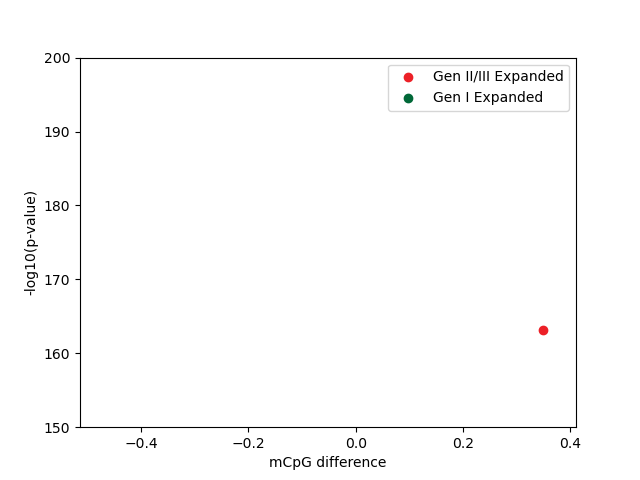 200
190
180
170
160
150
-log10(p-value)
Gen II/III Expanded
Gen I Expanded
−0.4
−0.2
0.0
0.2
0.4
mCpG difference